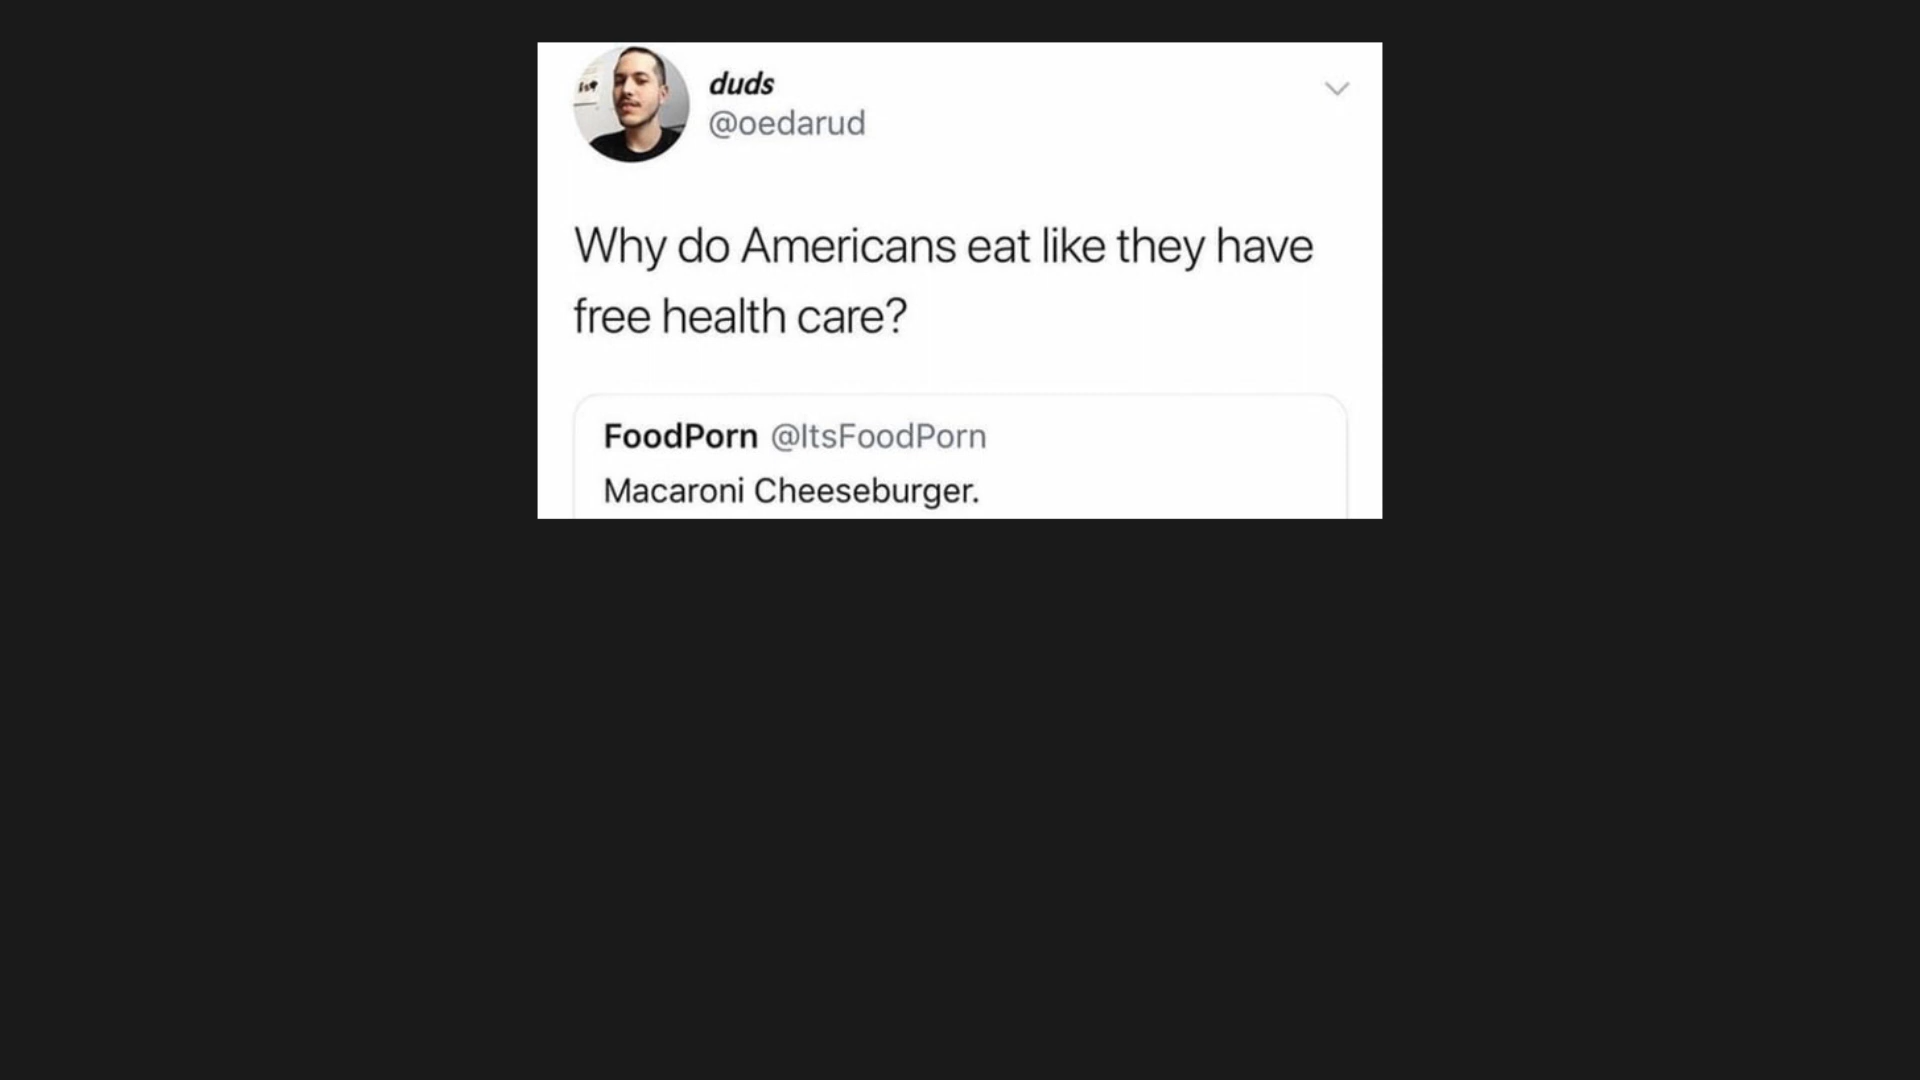 duds
@oedarud
Why do Americans eat like they have
free health care?
FoodPorn @ItsFoodPorn
Macaroni Cheeseburger.